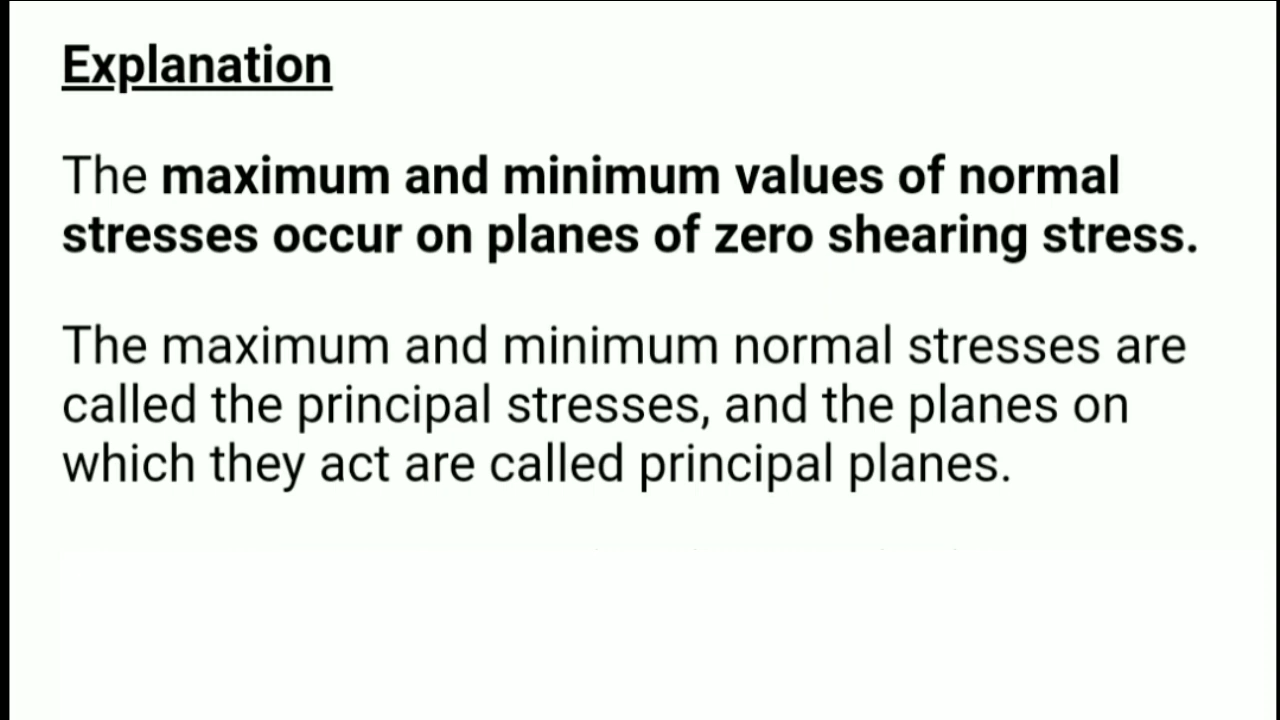 Explanation
The maximum and minimum values of normal
stresses occur on planes of zero shearing stress.
The maximum and minimum normal stresses are
called the principal stresses, and the planes on
which they act are called principal planes.